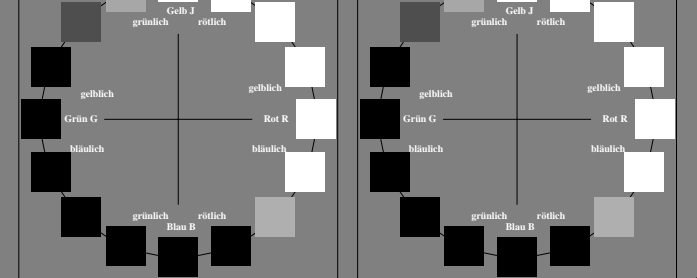 Gelb J Gelb J
grünlich rötlich grünlich rötlich
gelblich gelblich gelblich gelblich
Grün G Rot R Grün G Rot R
bläulich bläulich bläulich bläulich
grünlich rötlich grünlich rötlich
Blau B Blau B